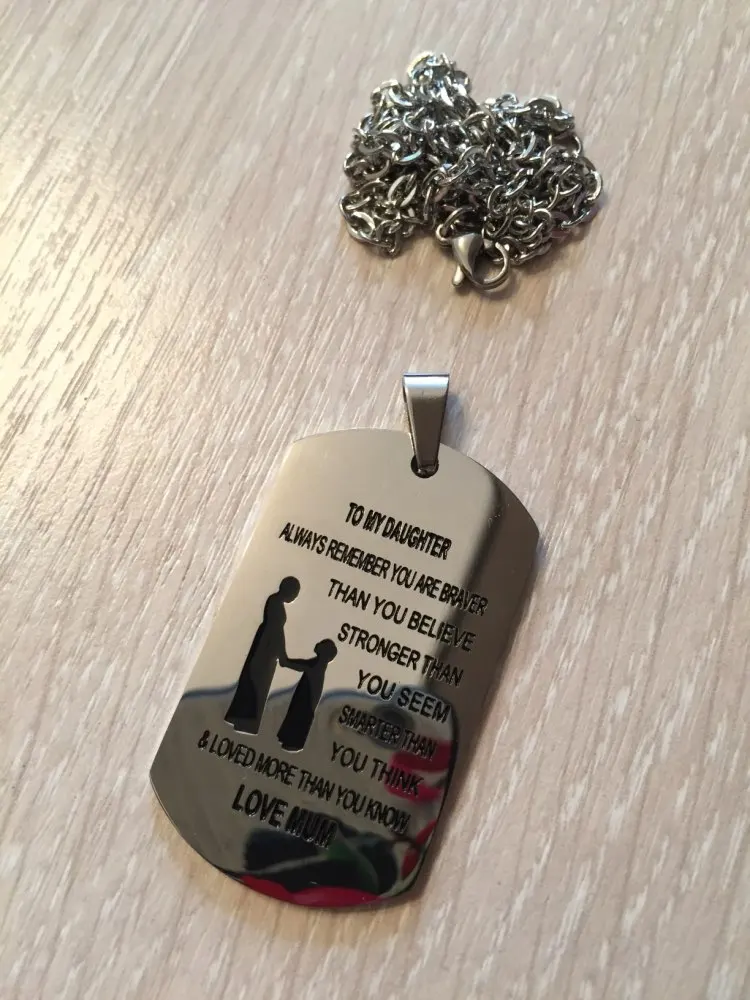 TO MY DAUGHTER
ALWAYS REMEMBER YOU ARE BRAVER
THAN YOU BELIEVE
STRONGER THAN
YOU SEEM
SMARTER THAN
YOU THINK
& LOVED MORE THAN YOU KNOW.
LOVE MUM